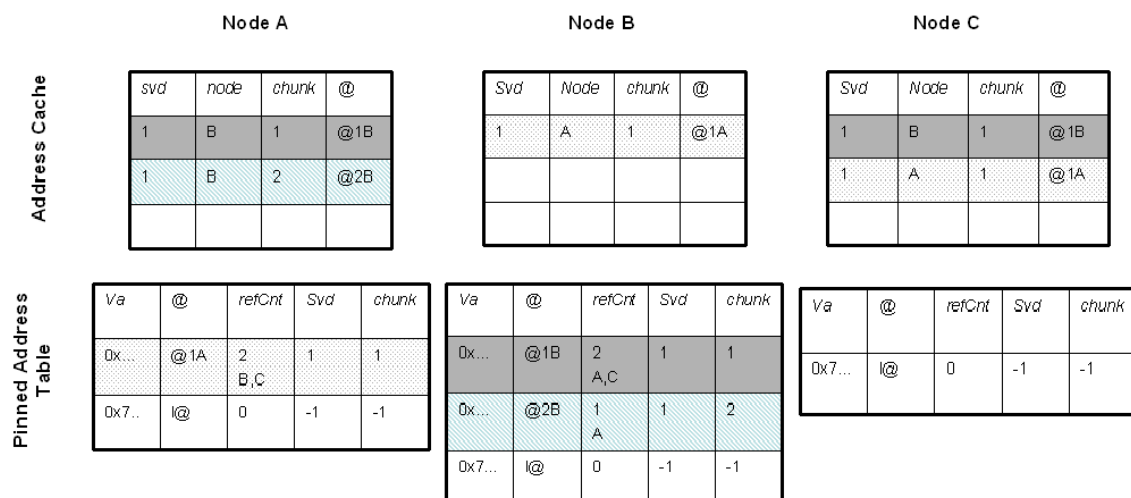 Node A Node B Node C
Address Cache
svd node chunk @
1 B 1 @1B
1 B 2 @2B
Svd Node chunk @
1 A 1 @1A
Svd Node chunk @
1 B 1 @1B
1 A 1 @1A
Pinned Address
Table
Va @ refCnt Svd chunk
0x... @1A 2 1 1
B,C
0x7.. l@ 0 -1 -1
Va @ refCnt Svd chunk
0x... @1B 2 1 1
A,C
0x... @2B 1 1 2
A
0x7... l@ 0 -1 -1
Va @ refCnt Svd chunk
0x7... l@ 0 -1 -1